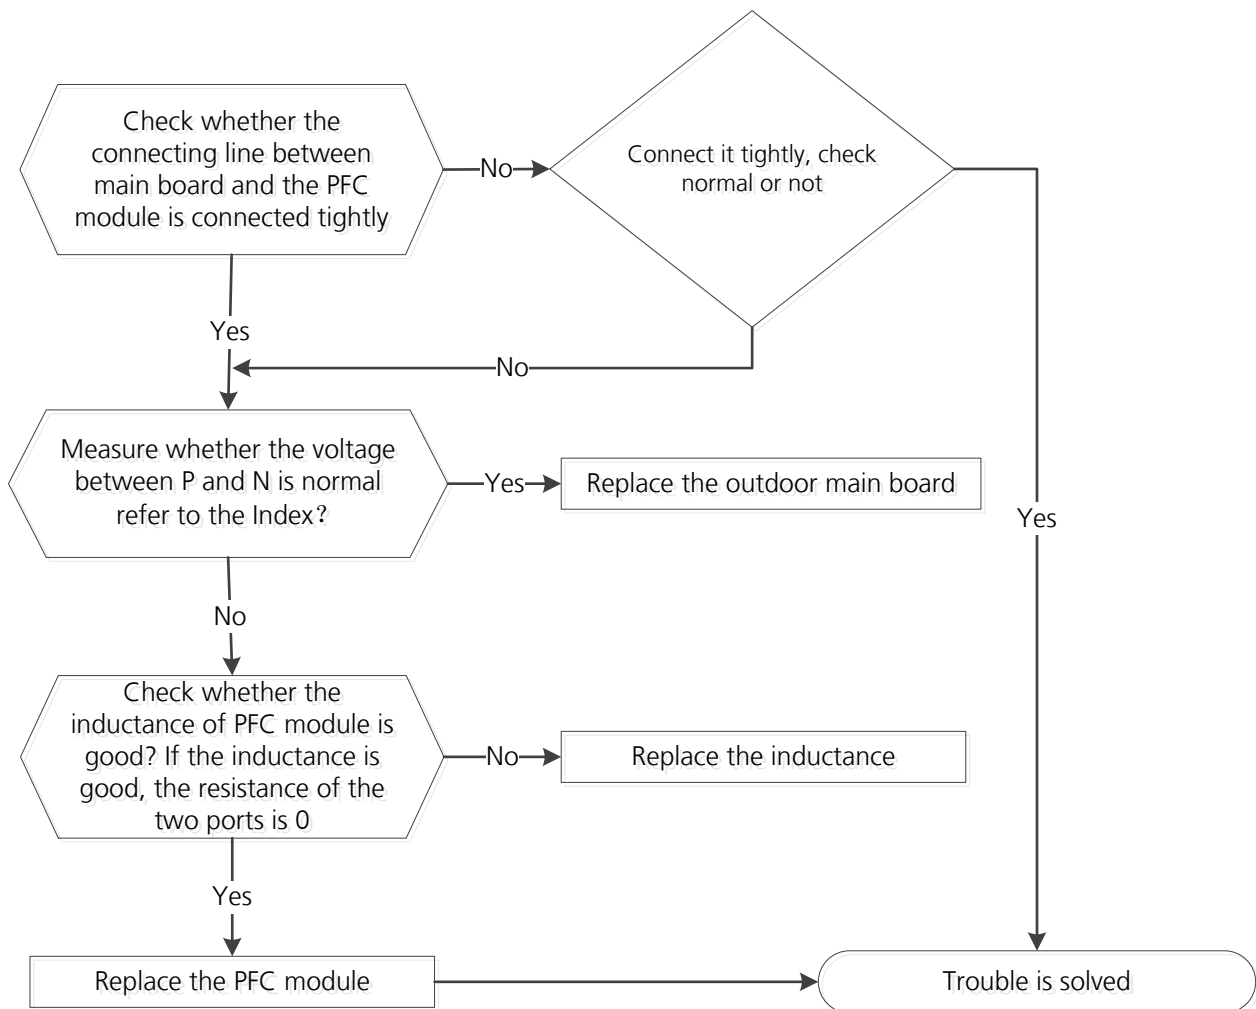 Check whether the
connecting line between
main board and the PFC
module is connected tightly
No
Connect it tightly, check
normal or not
Yes
No
Measure whether the voltage
between P and N is normal
refer to the Index?
Yes
Replace the outdoor main board
Yes
No
Check whether the
inductance of PFC module is
good? If the inductance is
good, the resistance of the
two ports is 0
No
Replace the inductance
Yes
Replace the PFC module
Trouble is solved